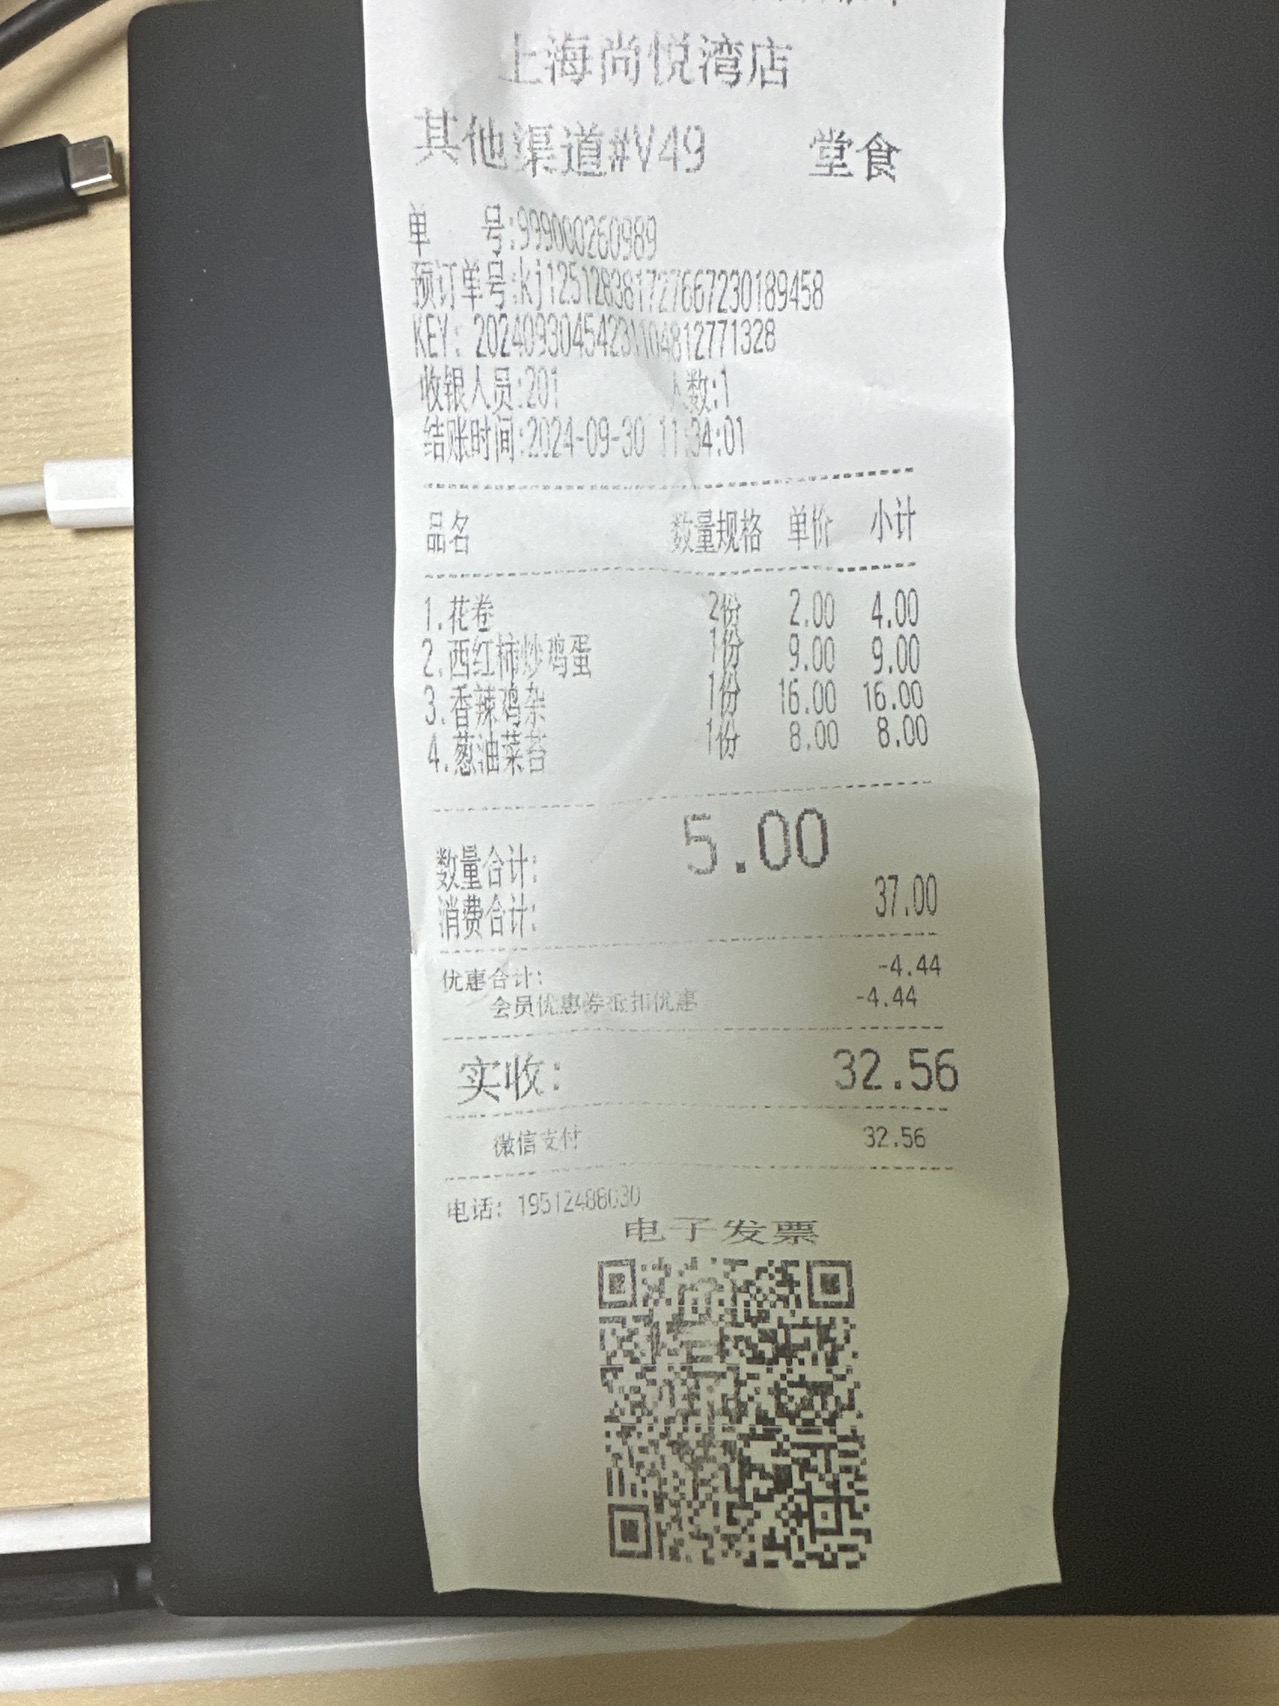 上海尚悦湾店
其他渠道#V49 堂食
单 号:999000260989
预订单号:kj12512838172766723018​9458
KEY: 20240930454231104812771328
收银人员:201 人数:1
结账时间:2024-09-30 11:34:01
品名 数量规格 单价 小计
1.花卷 2份 2.00 4.00
2.西红柿炒鸡蛋 1份 9.00 9.00
3.香辣鸡杂 1份 16.00 16.00
4.葱油菜苔 1份 8.00 8.00
数量合计: 5.00
消费合计: 37.00
优惠合计: -4.44
会员优惠券抵扣优惠 -4.44
实收: 32.56
微信支付 32.56
电话: 19512488030
电子发票